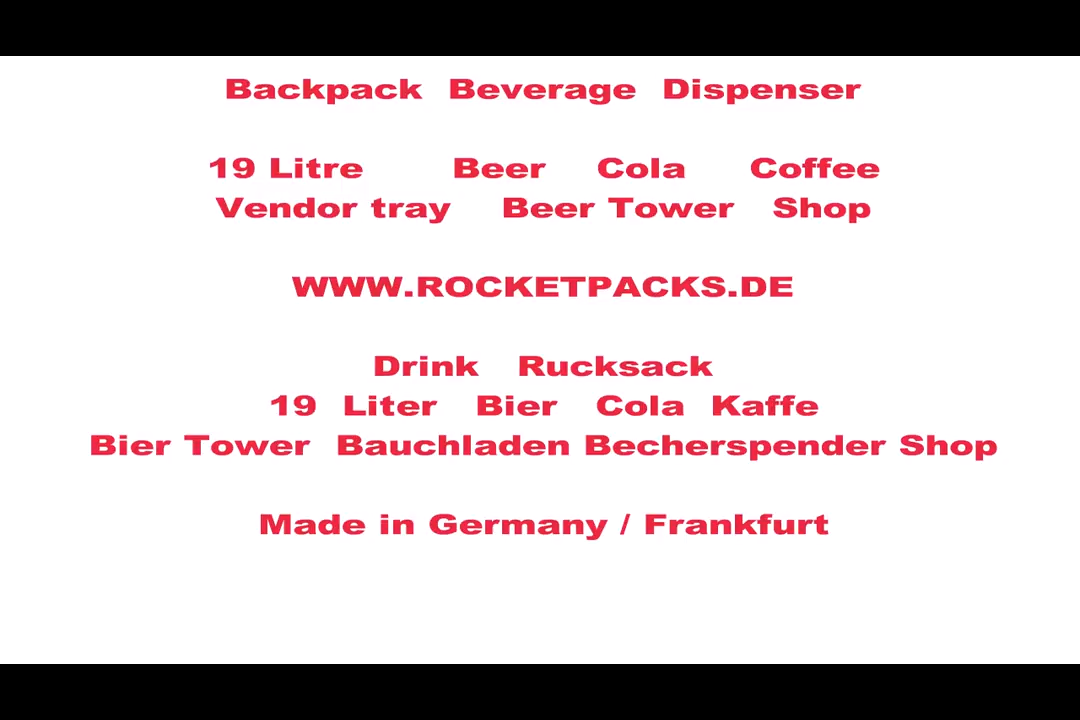 Backpack Beverage Dispenser
19 Litre Beer Cola Coffee
Vendor tray Beer Tower Shop
WWW.ROCKETPACKS.DE
Drink Rucksack
19 Liter Bier Cola Kaffe
Bier Tower Bauchladen Becherspender Shop
Made in Germany / Frankfurt